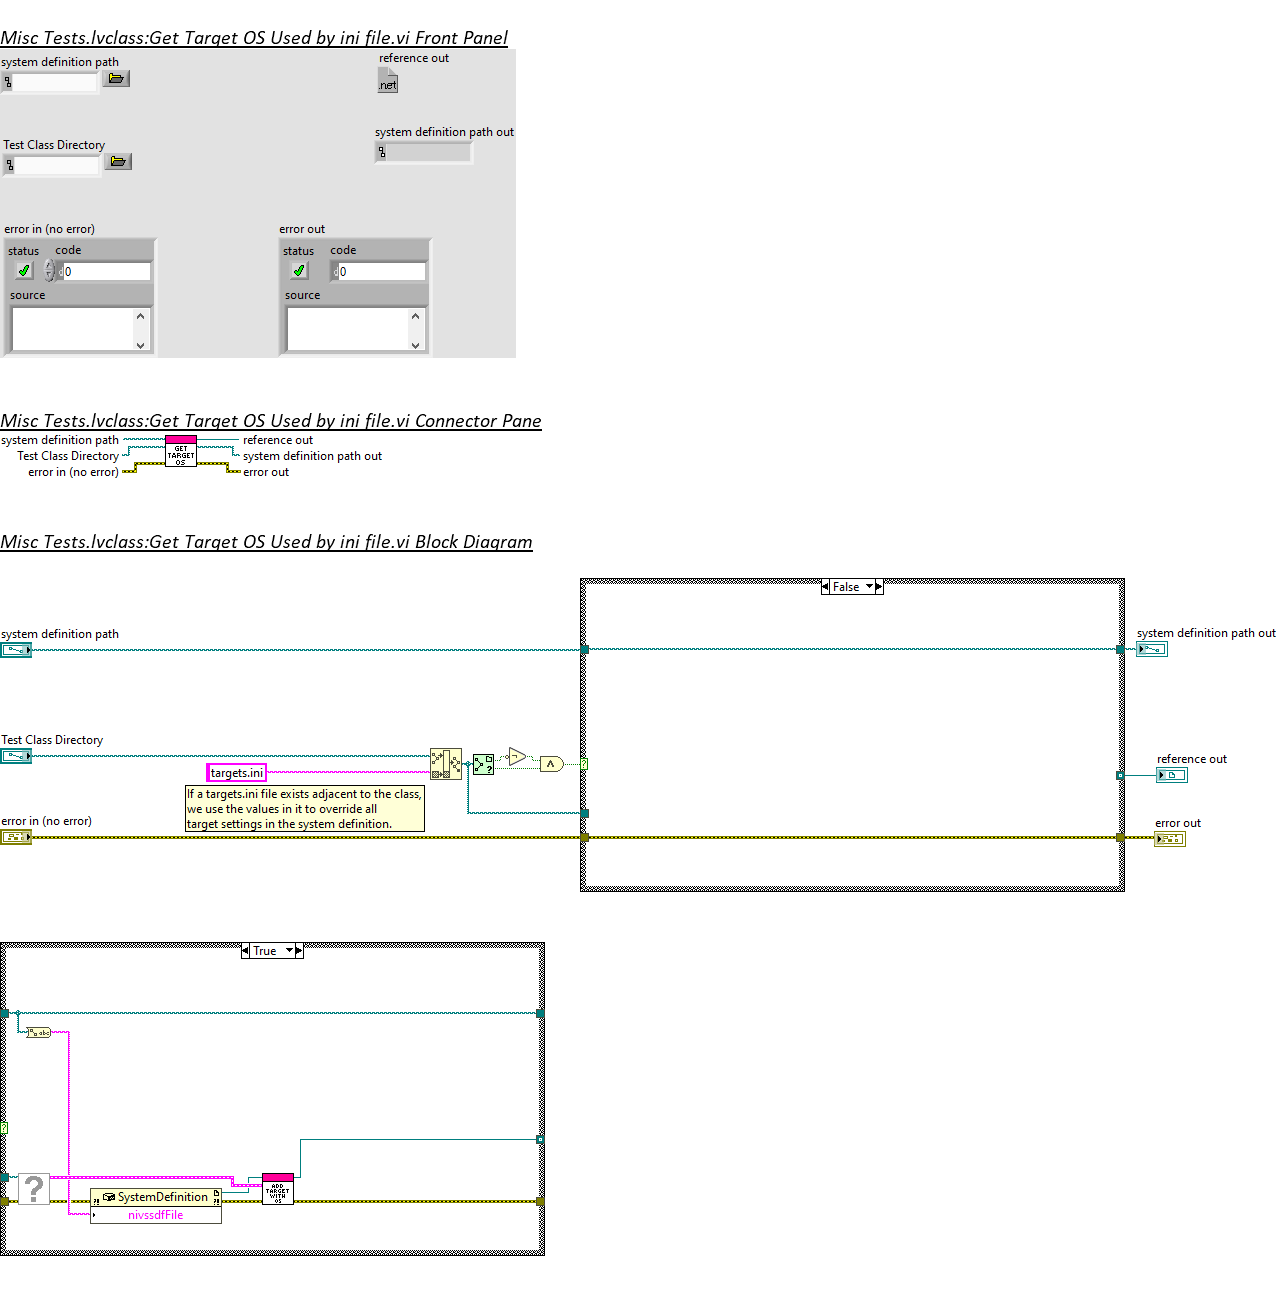 Misc Tests.lvclass:Get Target OS Used by ini file.vi Front Panel
system definition path
reference out
.net
system definition path out
Test Class Directory
error in (no error)
error out
status
code
status
code
d
0
d
0
source
source
Misc Tests.lvclass:Get Target OS Used by ini file.vi Connector Pane
system definition path
reference out
Test Class Directory
system definition path out
error in (no error)
error out
GET
TARGET
OS
Misc Tests.lvclass:Get Target OS Used by ini file.vi Block Diagram
False
system definition path
system definition path out
Test Class Directory
reference out
targets.ini
?
?
If a targets.ini file exists adjacent to the class,
we use the values in it to override all
target settings in the system definition.
error in (no error)
error out
True
abc
?
?
ADD
TARGET
WITH
OS
SystemDefinition
nivssdfFile